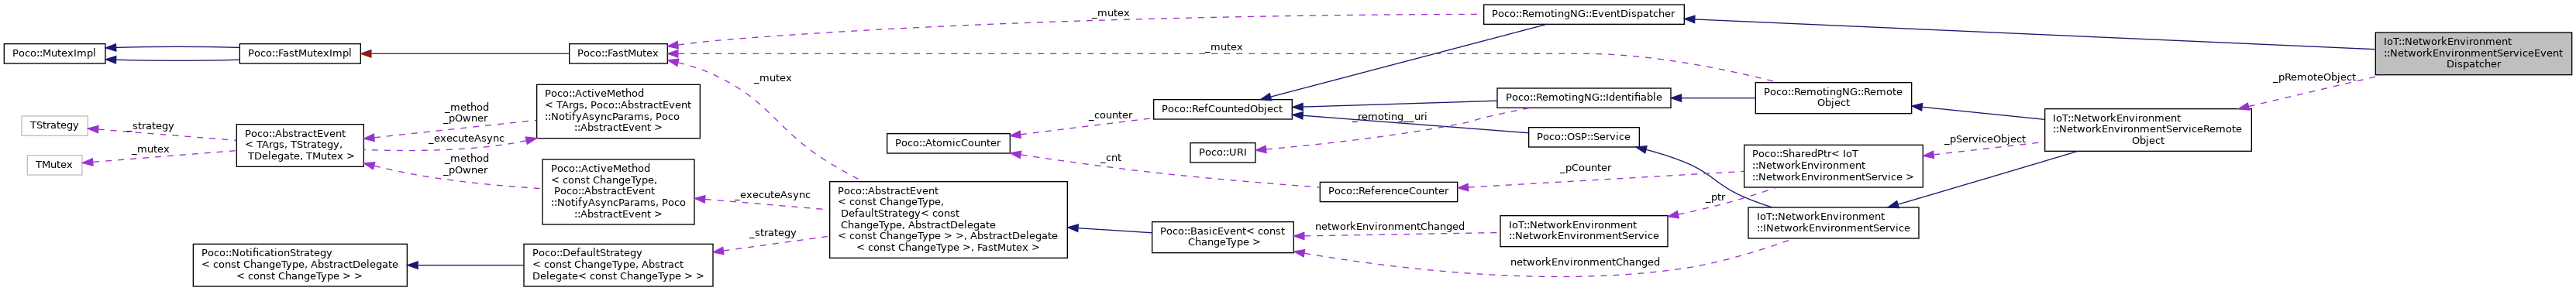 _mutex
Poco::RemotingNG::EventDispatcher
Poco::MutexImpl
Poco::FastMutexImpl
Poco::FastMutex
_mutex
IoT::NetworkEnvironment
::NetworkEnvironmentServiceEvent
Dispatcher
_mutex
_pRemoteObject
Poco::ActiveMethod
< TArgs, Poco::AbstractEvent
::NotifyAsyncParams, Poco
::AbstractEvent >
Poco::RemotingNG::Identifiable
Poco::RemotingNG::Remote
Object
Poco::RefCountedObject
_method
_pOwner
_counter
_remoting__uri
IoT::NetworkEnvironment
::NetworkEnvironmentServiceRemote
Object
TStrategy
_strategy
Poco::AbstractEvent
< TArgs, TStrategy,
TDelegate, TMutex >
_executeAsync
Poco::AtomicCounter
Poco::OSP::Service
_pServiceObject
TMutex
_mutex
_method
_pOwner
_cnt
Poco::URI
Poco::SharedPtr< IoT
::NetworkEnvironment
::NetworkEnvironmentService >
Poco::ActiveMethod
< const ChangeType,
Poco::AbstractEvent
::NotifyAsyncParams, Poco
::AbstractEvent >
_executeAsync
Poco::AbstractEvent
< const ChangeType,
DefaultStrategy< const
ChangeType, AbstractDelegate
< const ChangeType > >, AbstractDelegate
< const ChangeType >, FastMutex >
Poco::ReferenceCounter
_pCounter
_ptr
IoT::NetworkEnvironment
::INetworkEnvironmentService
Poco::BasicEvent< const
ChangeType >
networkEnvironmentChanged
IoT::NetworkEnvironment
::NetworkEnvironmentService
_strategy
networkEnvironmentChanged
Poco::NotificationStrategy
< const ChangeType, AbstractDelegate
< const ChangeType > >
Poco::DefaultStrategy
< const ChangeType, Abstract
Delegate< const ChangeType > >